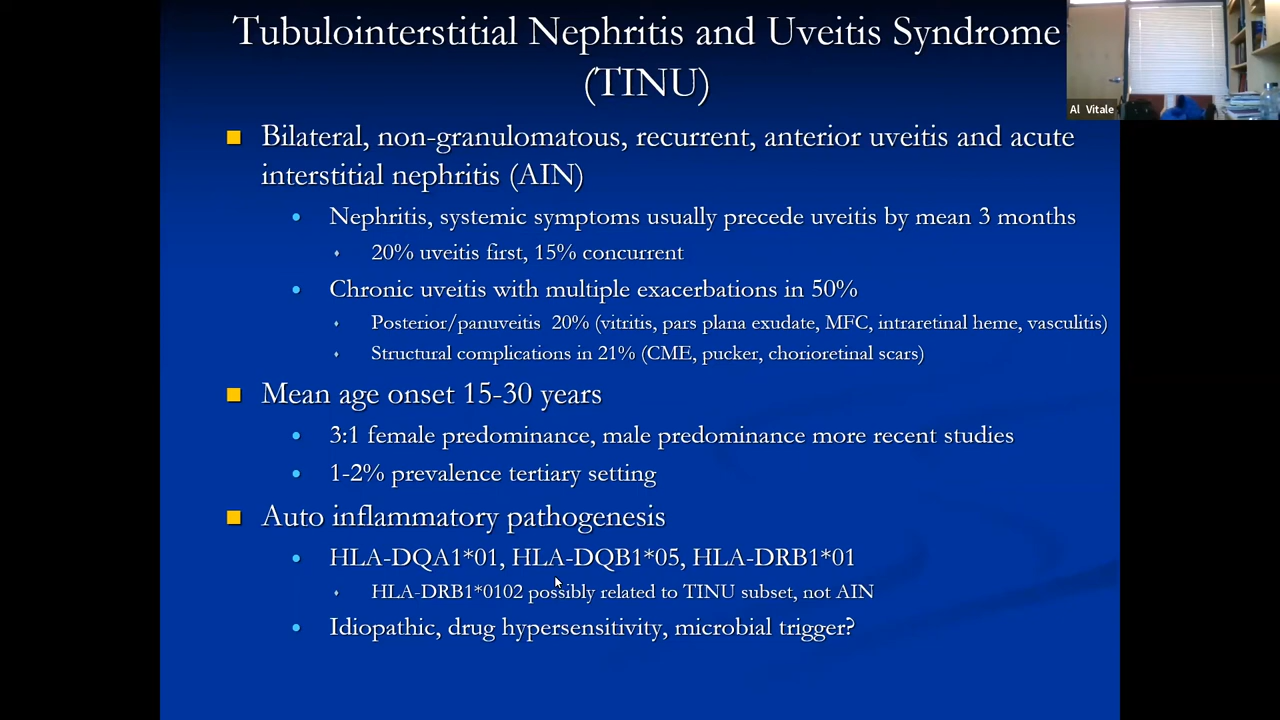 Tubulointerstitial Nephritis and Uveitis Syndrome
(TINU)
Al Vitale
Bilateral, non-granulomatous, recurrent, anterior uveitis and acute
interstitial nephritis (AIN)
Nephritis, systemic symptoms usually precede uveitis by mean 3 months
20% uveitis first, 15% concurrent
Chronic uveitis with multiple exacerbations in 50%
Posterior/panuveitis 20% (vitritis, pars plana exudate, MFC, intraretinal heme, vasculitis)
Structural complications in 21% (CME, pucker, chorioretinal scars)
Mean age onset 15-30 years
3:1 female predominance, male predominance more recent studies
1-2% prevalence tertiary setting
Auto inflammatory pathogenesis
HLA-DQA1*01, HLA-DQB1*05, HLA-DRB1*01
HLA-DRB1*0102 possibly related to TINU subset, not AIN
Idiopathic, drug hypersensitivity, microbial trigger?